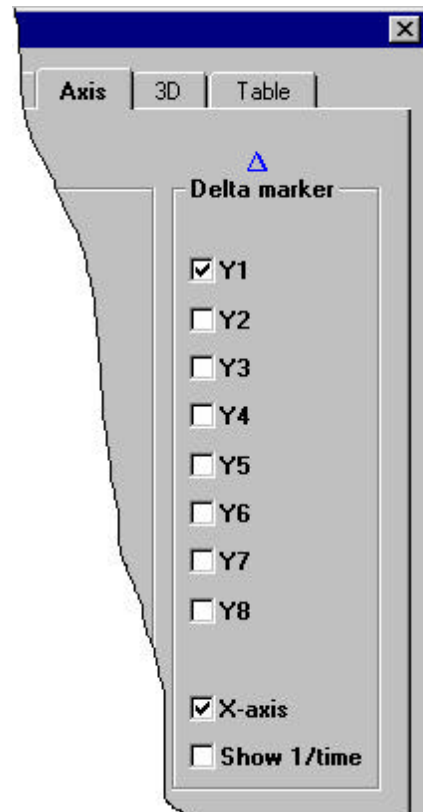 Axis 3D Table
Δ
Delta marker
Y1
Y2
Y3
Y4
Y5
Y6
Y7
Y8
X-axis
Show 1/time